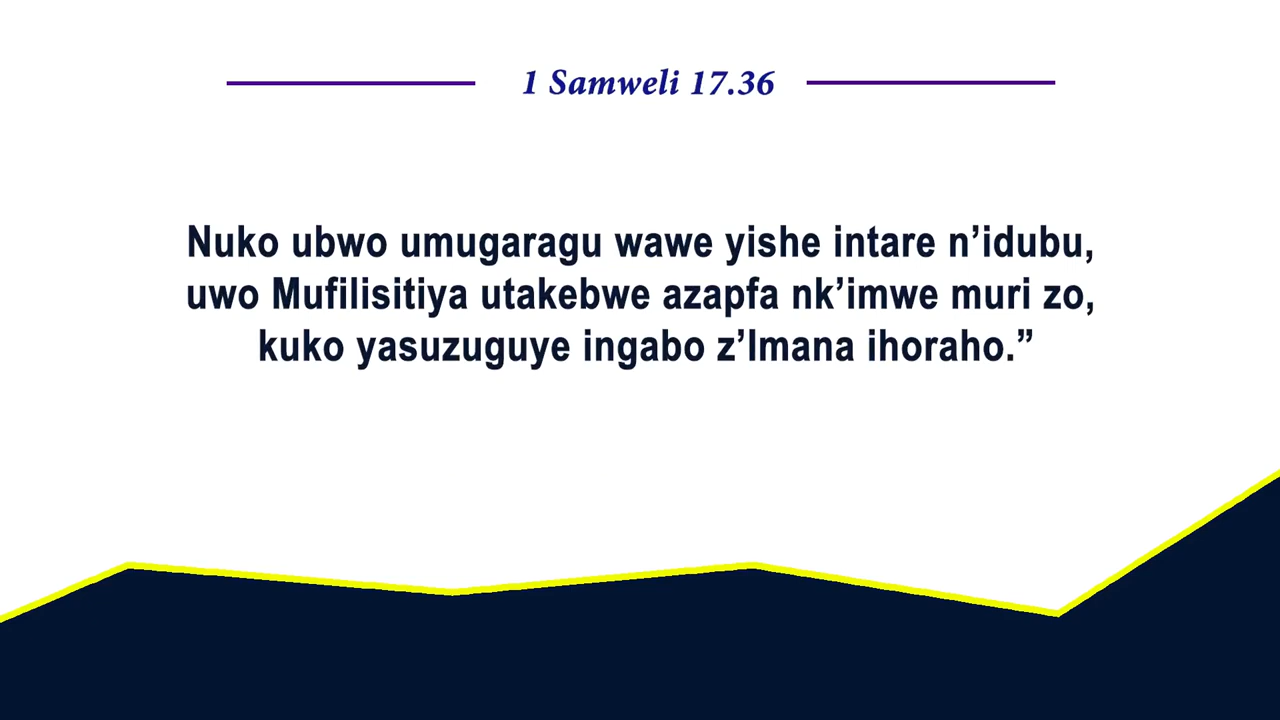 1 Samweli 17.36
Nuko ubwo umugaragu wawe yishe intare n’idubu,
uwo Mufilisitiya utakebwe azapfa nk’imwe muri zo,
kuko yasuzuguye ingabo z’Imana ihoraho.”